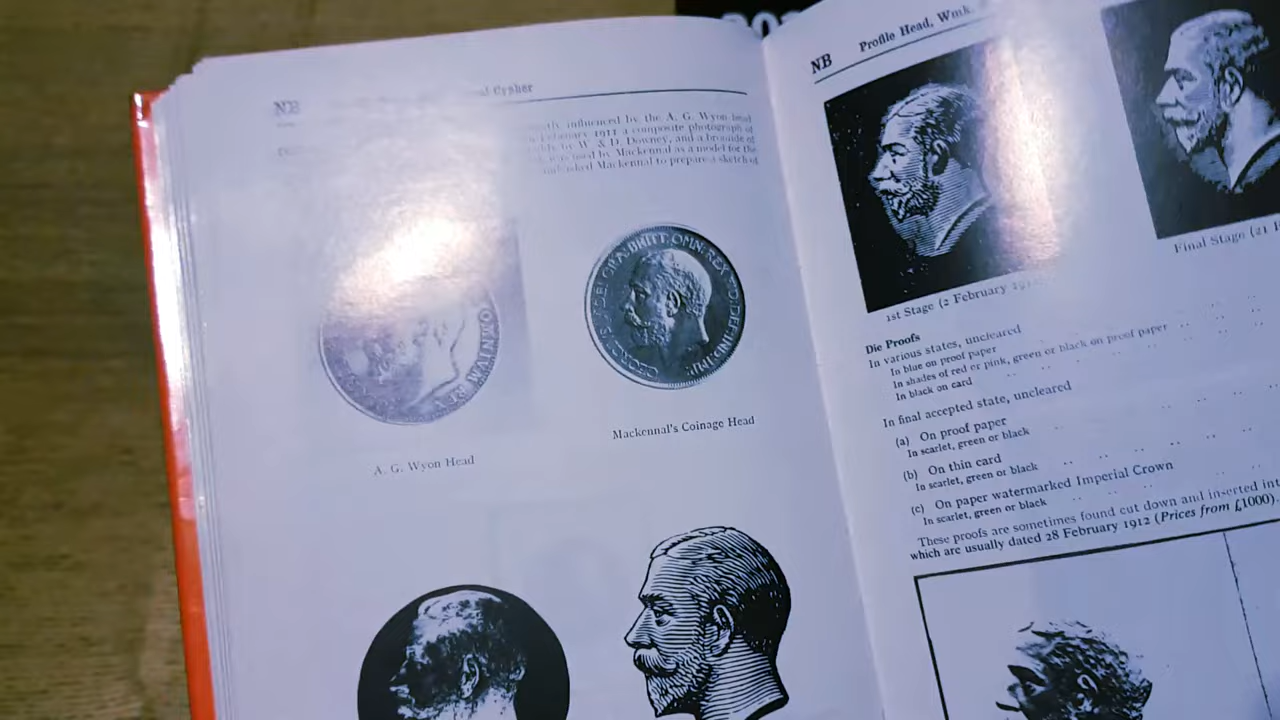 NB
Cypher
influenced by the A. G. Wyon head
February 1911 a composite photograph of
by W. & D. Downey, and a bromide of
was used by Mackennal as a model for the
Mackennal to prepare a sketch of
OMNIUM REX
BRITT: OMN: REX
DEF: IND: IMP:
A. G. Wyon Head
Mackennal's Coinage Head
NB Profile Head, Wmk.
1st Stage (2 February
Final Stage (21
Die Proofs
In various states, uncleared
In blue on proof paper
In shades of red or pink, green or black on proof paper
In black on card
In final accepted state, uncleared
(a) On proof paper
In scarlet, green or black
(b) On thin card
In scarlet, green or black
(c) On paper watermarked Imperial Crown
In scarlet, green or black
These proofs are sometimes found cut down and inserted
which are usually dated 28 February 1912 (Prices from £1000).